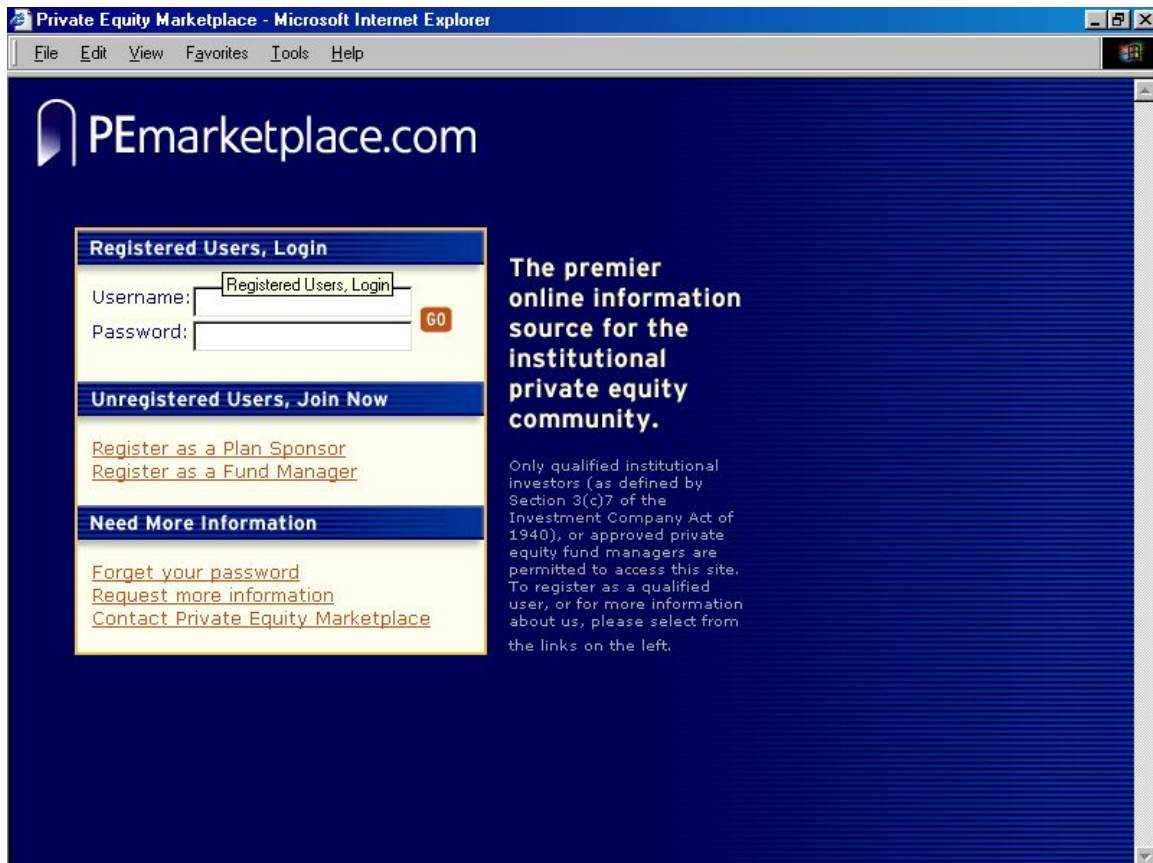 Private Equity Marketplace - Microsoft Internet Explorer
File Edit View Favorites Tools Help
PEmarketplace.com
Registered Users, Login
Registered Users, Login
Username:
GO
Password:
Unregistered Users, Join Now
Register as a Plan Sponsor
Register as a Fund Manager
Need More Information
Forget your password
Request more information
Contact Private Equity Marketplace
The premier
online information
source for the
institutional
private equity
community.
Only qualified institutional
investors (as defined by
Section 3(c)7 of the
Investment Company Act of
1940), or approved private
equity fund managers are
permitted to access this site.
To register as a qualified
user, or for more information
about us, please select from
the links on the left.